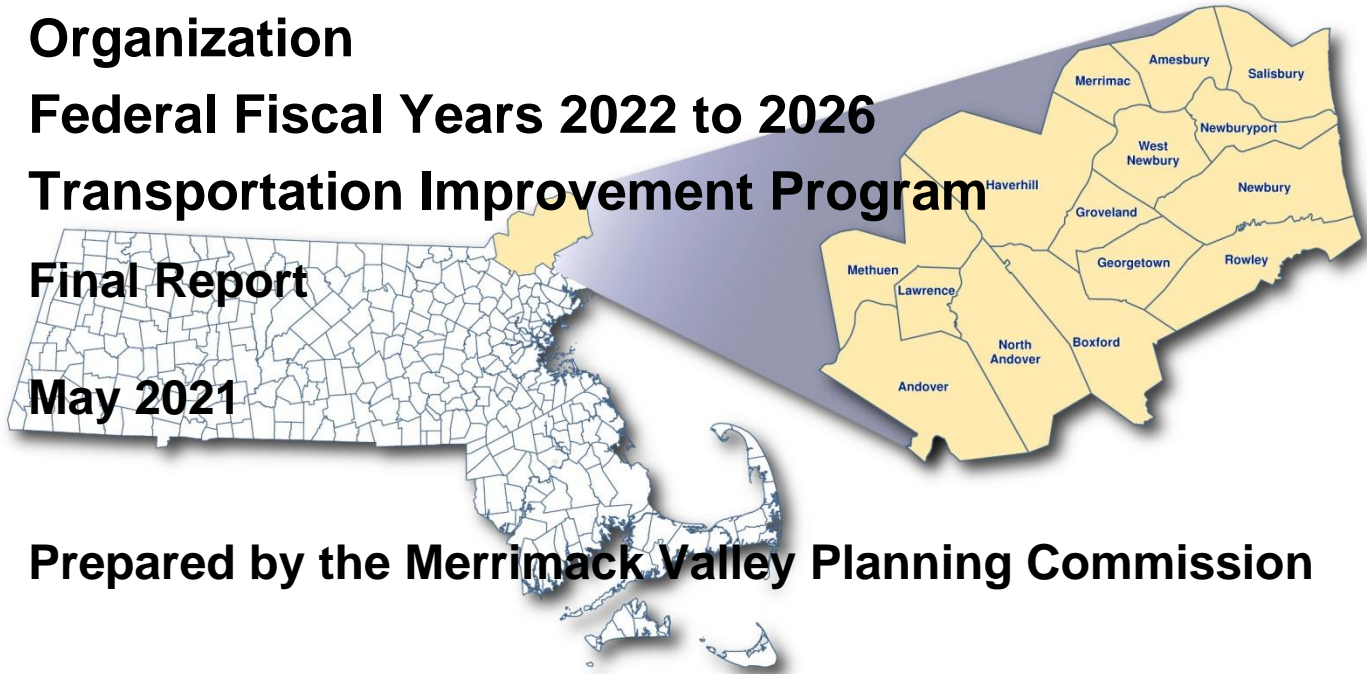 Organization
Federal Fiscal Years 2022 to 2026
Transportation Improvement Program
Final Report
May 2021
Prepared by the Merrimack Valley Planning Commission
Amesbury
Salisbury
Merrimac
Newburyport
West
Newbury
Haverhill
Newbury
Groveland
Georgetown
Rowley
Methuen
Lawrence
North
Andover
Boxford
Andover